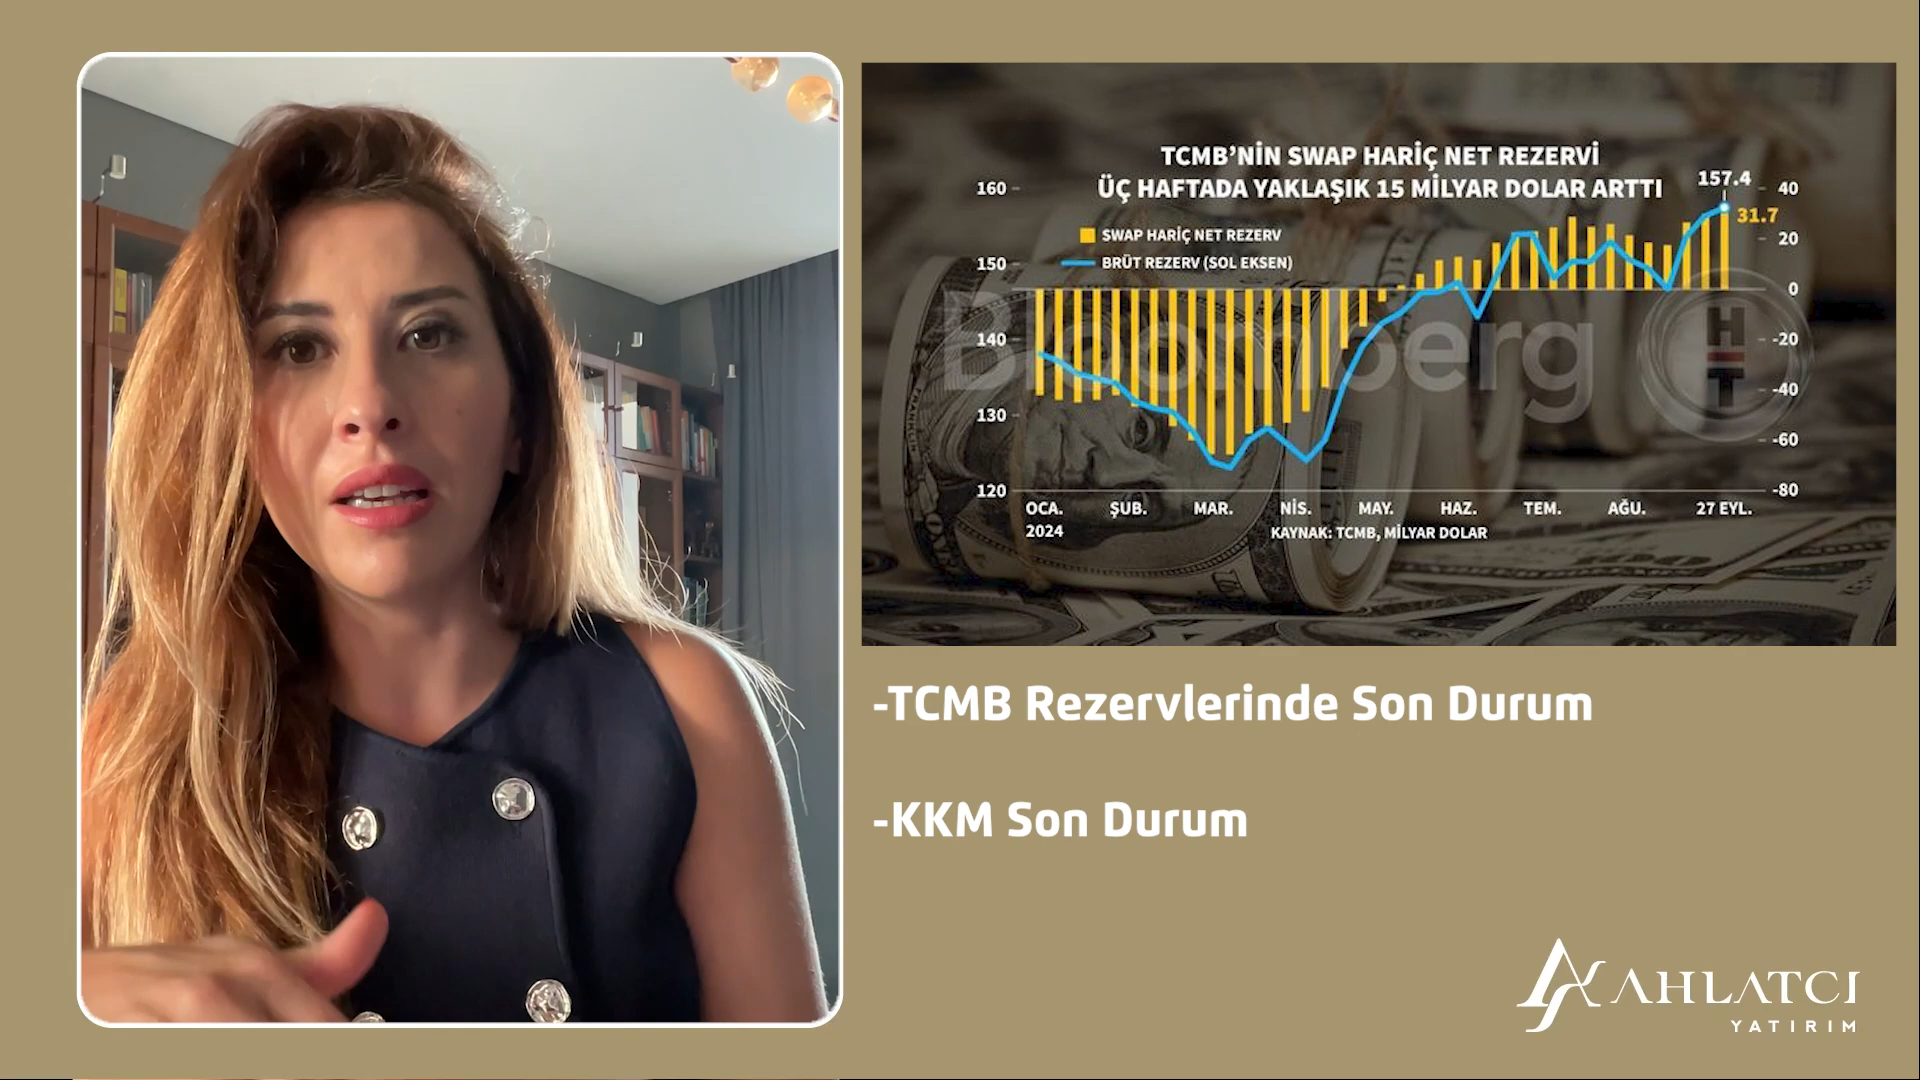 TCMB'NİN SWAP HARİÇ NET REZERVİ
ÜÇ HAFTADA YAKLAŞIK 15 MİLYAR DOLAR ARTTI
SWAP HARİÇ NET REZERV
BRÜT REZERV (SOL EKSEN)
157.4
31.7
160
150
140
130
120
40
20
0
-20
-40
-60
-80
Bloomberg
HT
OCA. ŞUB. MAR. NİS. MAY. HAZ. TEM. AĞU. 27 EYL.
2024
KAYNAK: TCMB, MİLYAR DOLAR
-TCMB Rezervlerinde Son Durum
-KKM Son Durum
AHLATCI
YATIRIM